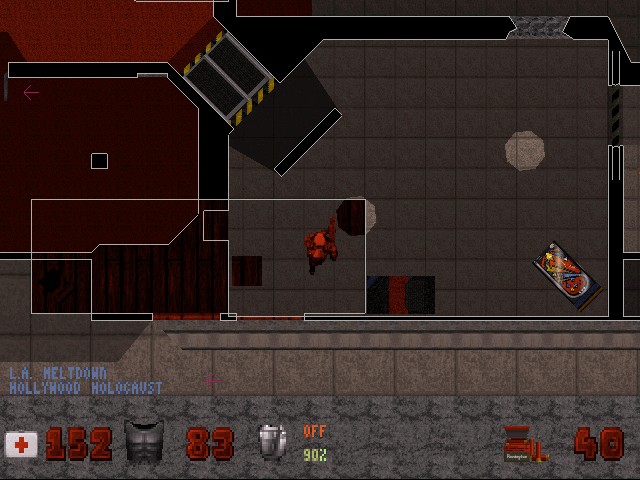 L.A. MELTDOWN
HOLLYWOOD HOLOCAUST
152 83 OFF 40
90%